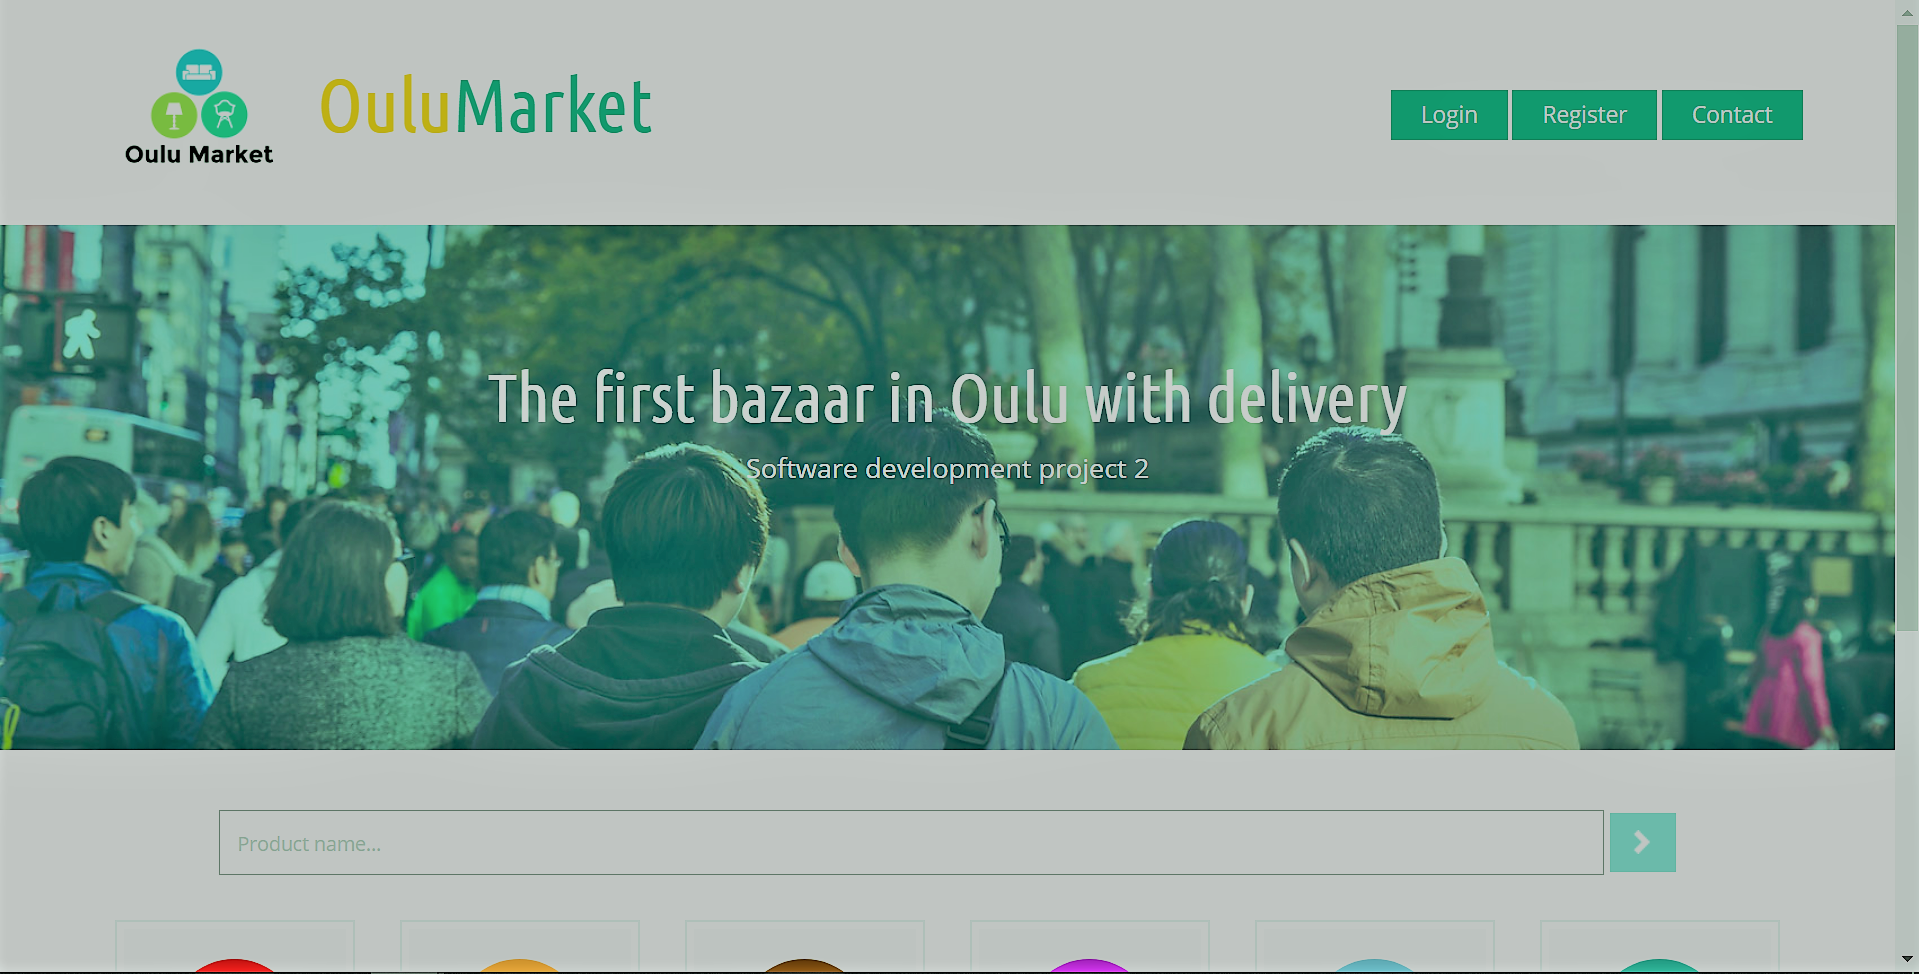 Oulu Market
OuluMarket
Login
Register
Contact
The first bazaar in Oulu with delivery
Software development project 2
Product name...